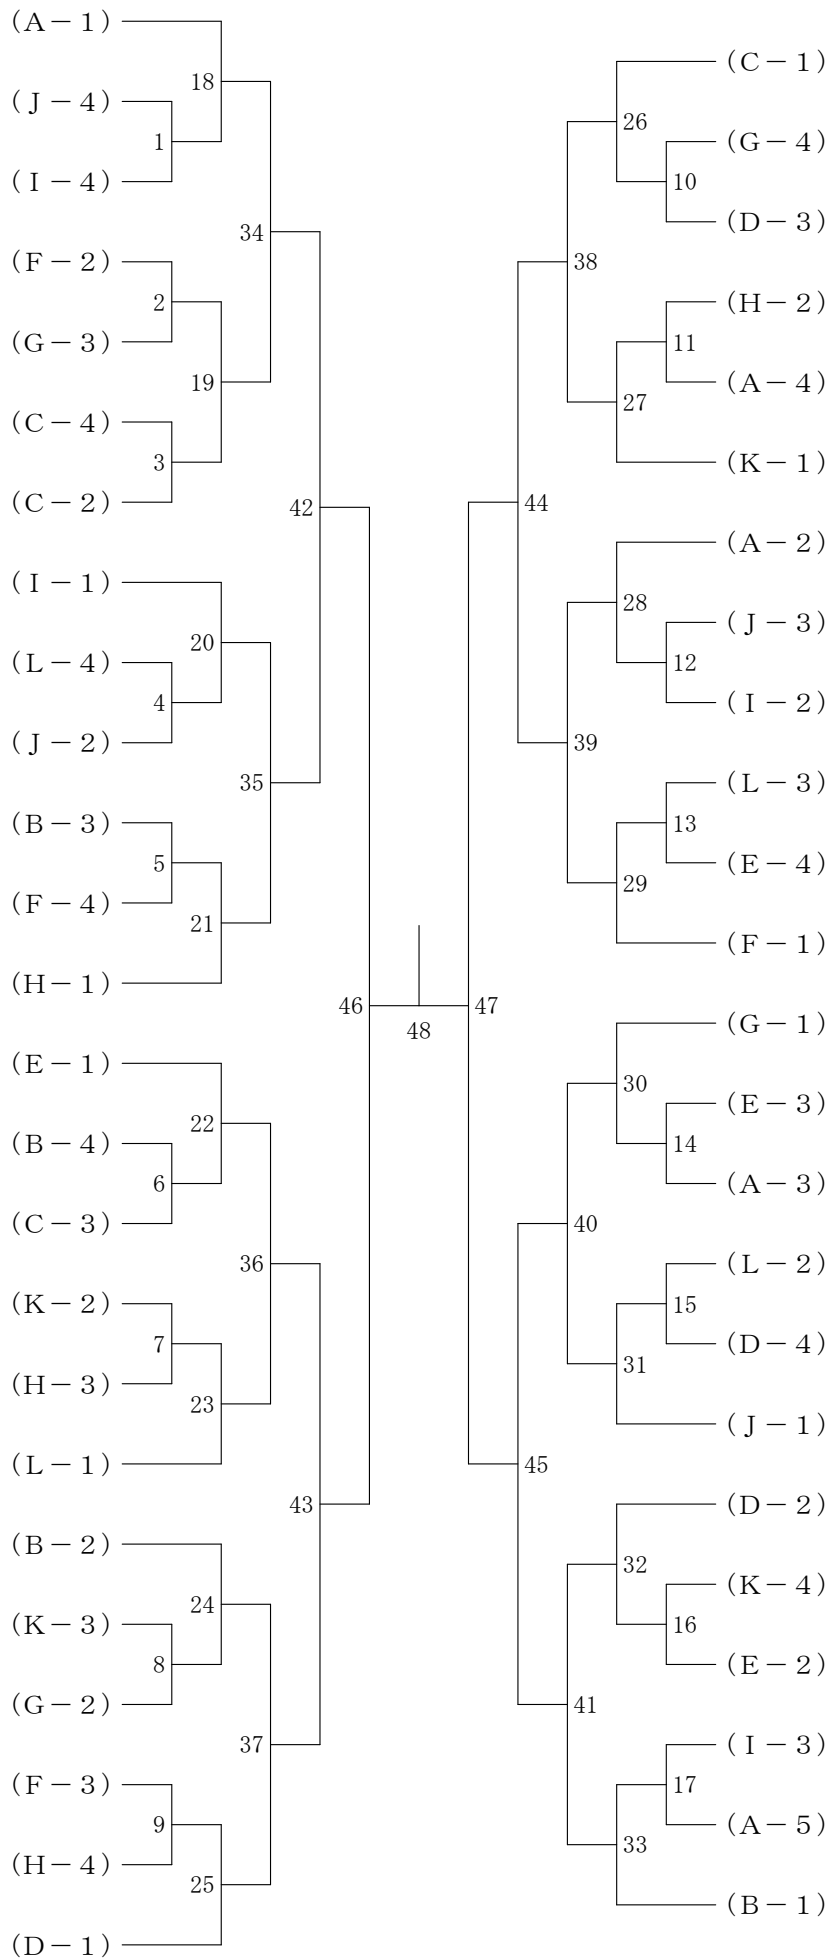 (A－1)
(J－4)
(I－4)
(F－2)
(G－3)
(C－4)
(C－2)
(I－1)
(L－4)
(J－2)
(B－3)
(F－4)
(H－1)
(E－1)
(B－4)
(C－3)
(K－2)
(H－3)
(L－1)
(B－2)
(K－3)
(G－2)
(F－3)
(H－4)
(D－1)
1
2
3
4
5
6
7
8
9
18
19
20
21
22
23
24
25
34
35
36
37
42
43
46
48
47
44
45
38
39
40
41
26
27
28
29
30
31
32
33
10
11
12
13
14
15
16
17
(C－1)
(G－4)
(D－3)
(H－2)
(A－4)
(K－1)
(A－2)
(J－3)
(I－2)
(L－3)
(E－4)
(F－1)
(G－1)
(E－3)
(A－3)
(L－2)
(D－4)
(J－1)
(D－2)
(K－4)
(E－2)
(I－3)
(A－5)
(B－1)